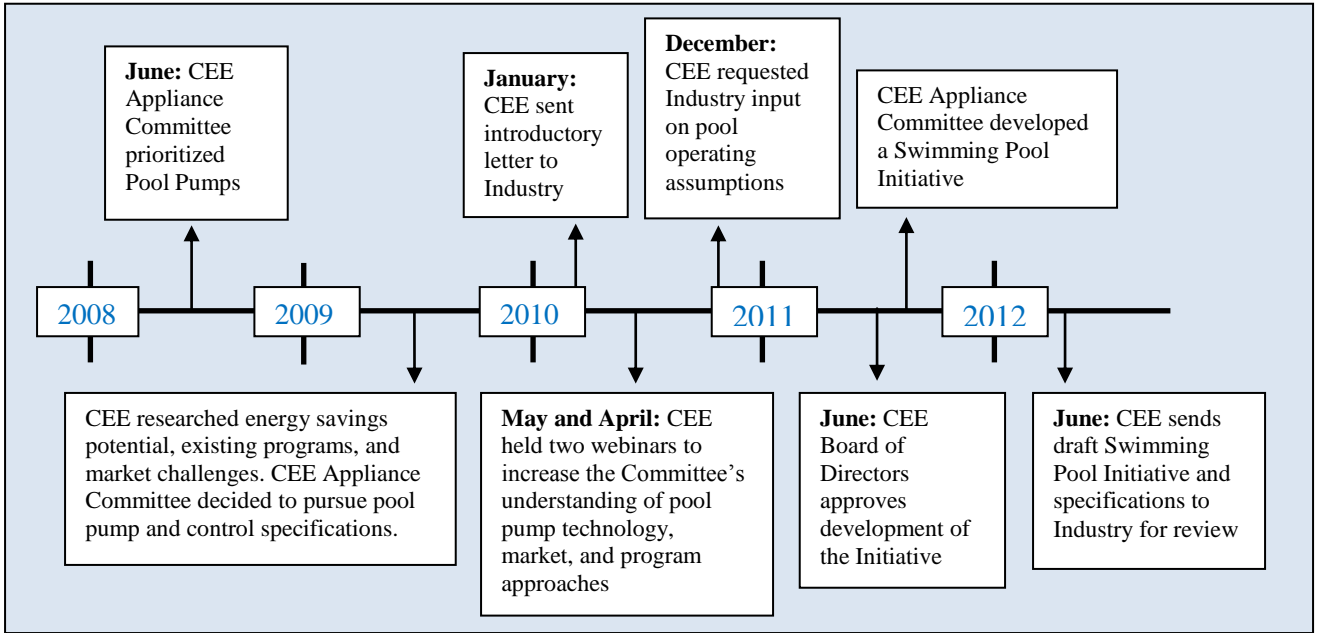 June: CEE
Appliance
Committee
prioritized
Pool Pumps
January:
CEE sent
introductory
letter to
Industry
December:
CEE requested
Industry input
on pool
operating
assumptions
CEE Appliance
Committee developed
a Swimming Pool
Initiative
2008
2009
2010
2011
2012
CEE researched energy savings
potential, existing programs, and
market challenges. CEE Appliance
Committee decided to pursue pool
pump and control specifications.
May and April: CEE
held two webinars to
increase the Committee’s
understanding of pool
pump technology,
market, and program
approaches
June: CEE
Board of
Directors
approves
development of
the Initiative
June: CEE sends
draft Swimming
Pool Initiative and
specifications to
Industry for review